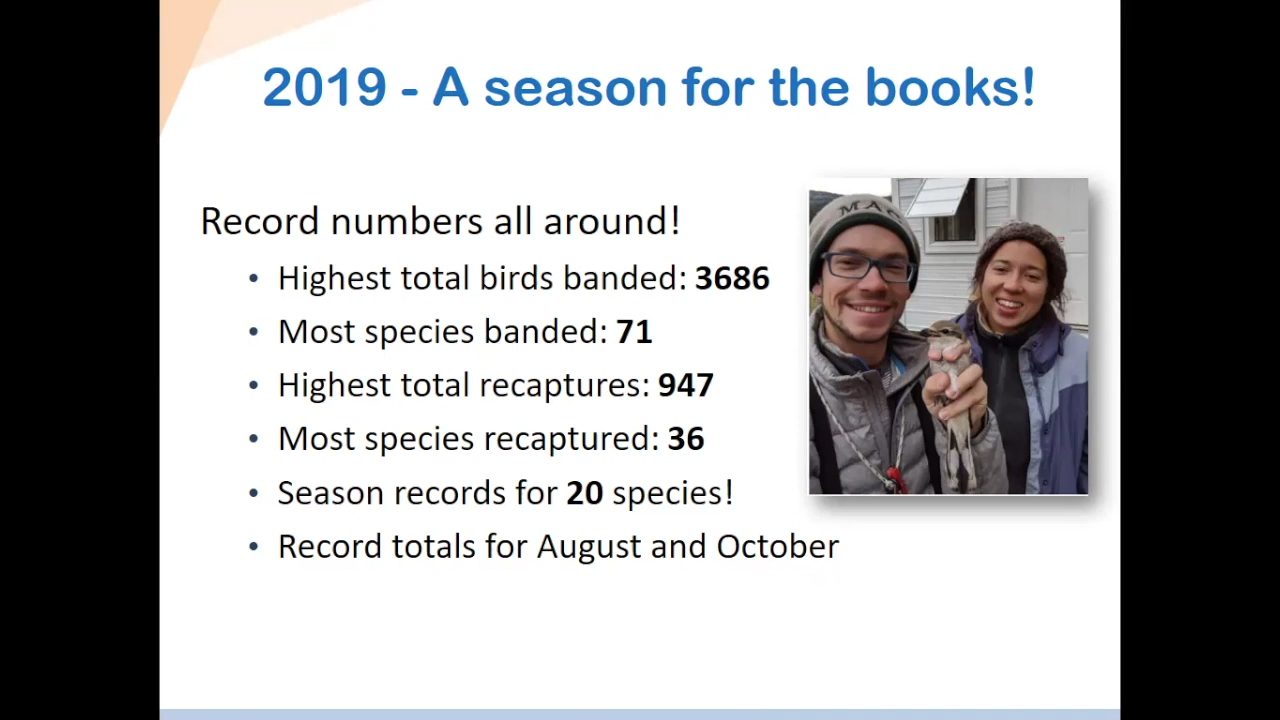 2019 - A season for the books!
Record numbers all around!
• Highest total birds banded: 3686
• Most species banded: 71
• Highest total recaptures: 947
• Most species recaptured: 36
• Season records for 20 species!
• Record totals for August and October
MAC